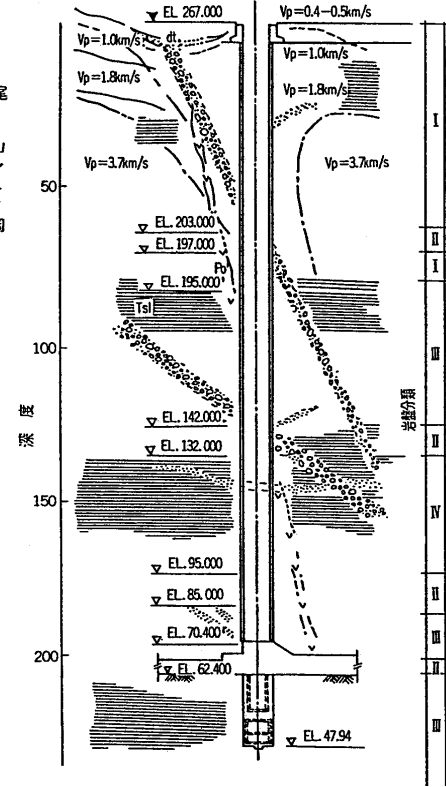 EL 267.000
Vp=0.4-0.5km/s
dt
Vp=1.0km/s
Vp=1.0km/s
Vp=1.8km/s
Vp=1.8km/s
Vp=3.7km/s
Vp=3.7km/s
I
50
EL. 203.000
II
EL. 197.000
I
Po
EL. 195.000
Tsl
100
III
深度
岩盤分類
EL. 142.000
II
EL. 132.000
150
IV
EL. 95.000
II
EL. 85.000
III
EL. 70.400
200
EL. 62.400
II
III
EL. 47.94